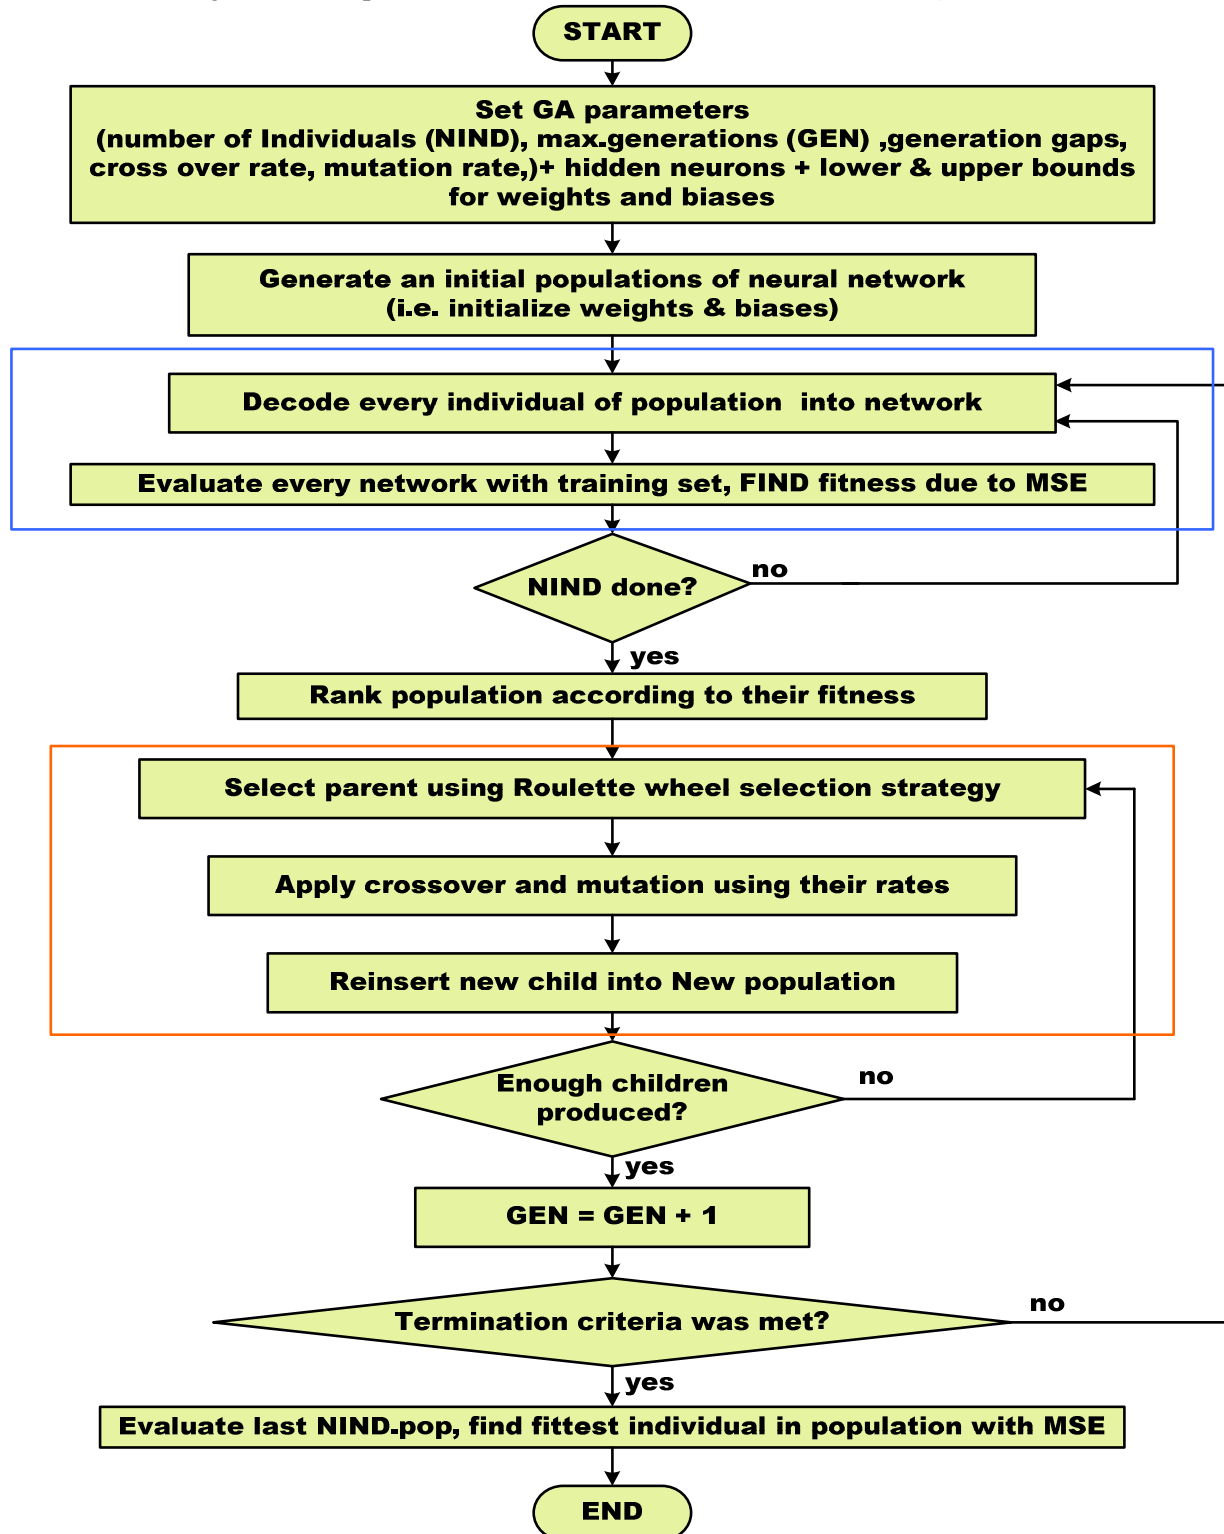 START
Set GA parameters
(number of Individuals (NIND), max.generations (GEN) ,generation gaps,
cross over rate, mutation rate,)+ hidden neurons + lower & upper bounds
for weights and biases
Generate an initial populations of neural network
(i.e. initialize weights & biases)
Decode every individual of population into network
Evaluate every network with training set, FIND fitness due to MSE
NIND done?
no
yes
Rank population according to their fitness
Select parent using Roulette wheel selection strategy
Apply crossover and mutation using their rates
Reinsert new child into New population
Enough children
produced?
no
yes
GEN = GEN + 1
Termination criteria was met?
no
yes
Evaluate last NIND.pop, find fittest individual in population with MSE
END